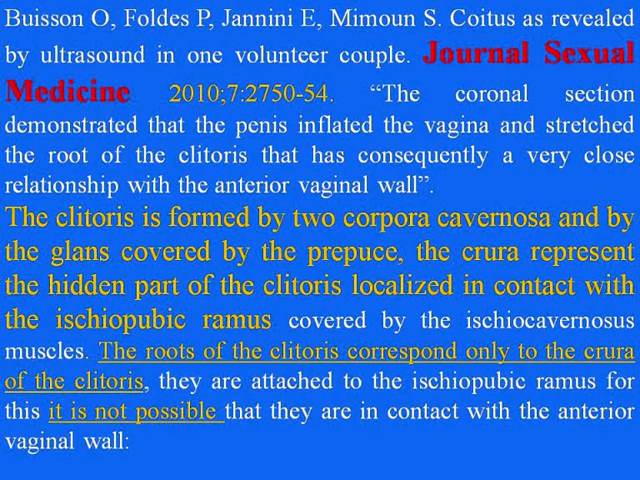 Buisson O, Foldes P, Jannini E, Mimoun S. Coitus as revealed
by ultrasound in one volunteer couple. Journal Sexual
Medicine 2010;7:2750-54. “The coronal section
demonstrated that the penis inflated the vagina and stretched
the root of the clitoris that has consequently a very close
relationship with the anterior vaginal wall”.
The clitoris is formed by two corpora cavernosa and by
the glans covered by the prepuce, the crura represent
the hidden part of the clitoris localized in contact with
the ischiopubic ramus covered by the ischiocavernosus
muscles. The roots of the clitoris correspond only to the crura
of the clitoris, they are attached to the ischiopubic ramus for
this it is not possible that they are in contact with the anterior
vaginal wall: